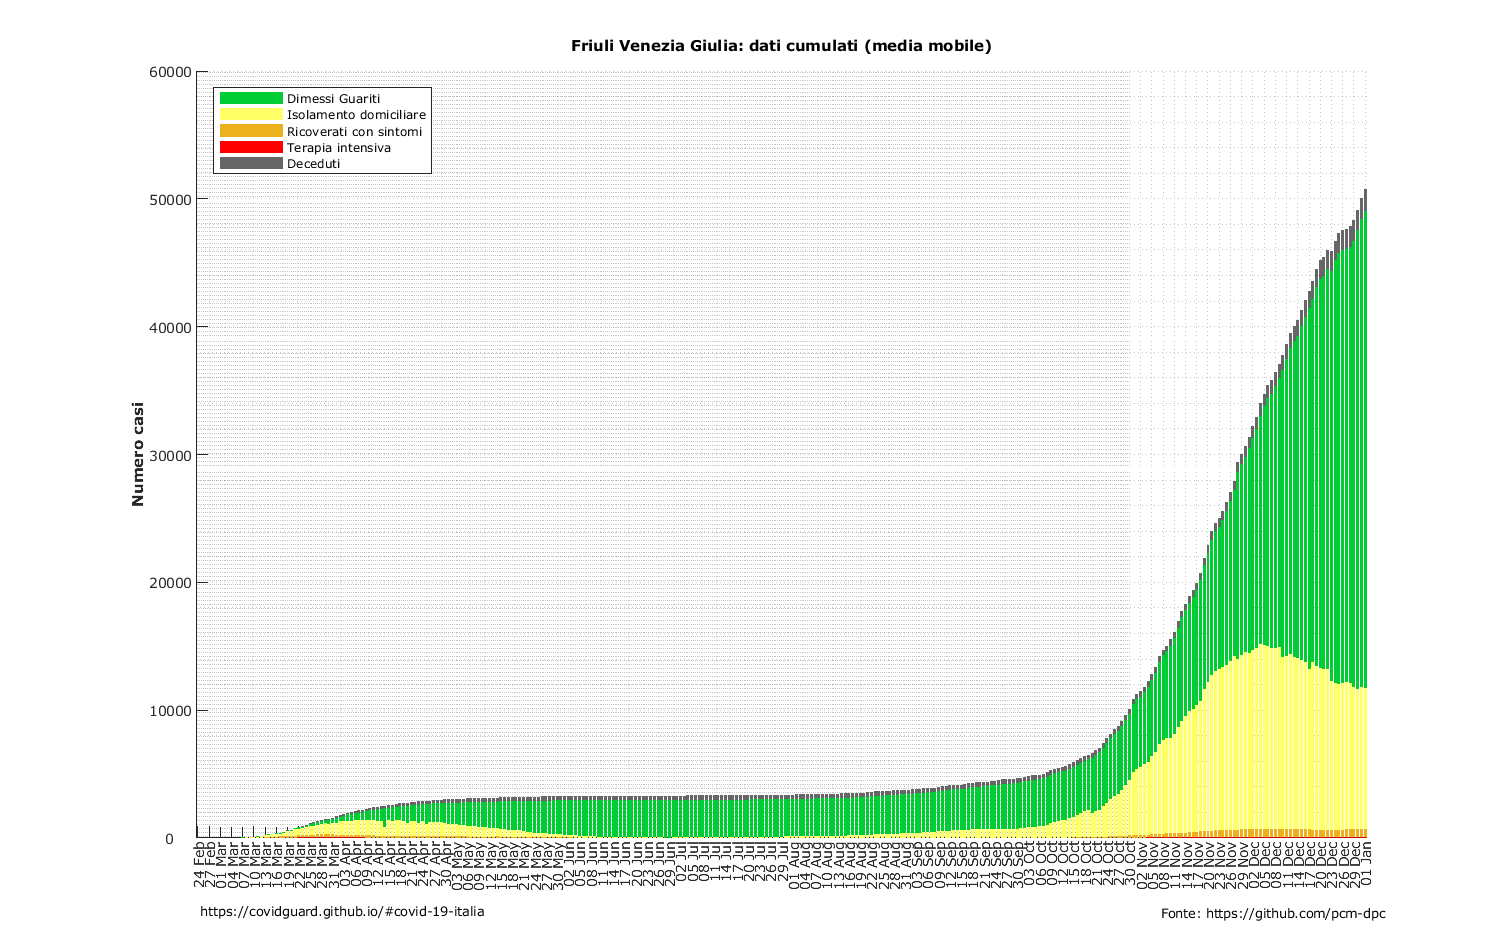 Friuli Venezia Giulia: dati cumulati (media mobile)
60000
50000
40000
30000
20000
10000
0
Numero casi
Dimessi Guariti
Isolamento domiciliare
Ricoverati con sintomi
Terapia intensiva
Deceduti
24 Feb
27 Feb
01 Mar
04 Mar
07 Mar
10 Mar
13 Mar
16 Mar
19 Mar
22 Mar
25 Mar
28 Mar
31 Mar
03 Apr
06 Apr
09 Apr
12 Apr
15 Apr
18 Apr
21 Apr
24 Apr
27 Apr
30 Apr
03 May
06 May
09 May
12 May
15 May
18 May
21 May
24 May
27 May
30 May
02 Jun
05 Jun
08 Jun
11 Jun
14 Jun
17 Jun
20 Jun
23 Jun
26 Jun
29 Jun
02 Jul
05 Jul
08 Jul
11 Jul
14 Jul
17 Jul
20 Jul
23 Jul
26 Jul
29 Jul
01 Aug
04 Aug
07 Aug
10 Aug
13 Aug
16 Aug
19 Aug
22 Aug
25 Aug
28 Aug
31 Aug
03 Sep
06 Sep
09 Sep
12 Sep
15 Sep
18 Sep
21 Sep
24 Sep
27 Sep
30 Sep
03 Oct
06 Oct
09 Oct
12 Oct
15 Oct
18 Oct
21 Oct
24 Oct
27 Oct
30 Oct
02 Nov
05 Nov
08 Nov
11 Nov
14 Nov
17 Nov
20 Nov
23 Nov
26 Nov
29 Nov
02 Dec
05 Dec
08 Dec
11 Dec
14 Dec
17 Dec
20 Dec
23 Dec
26 Dec
29 Dec
01 Jan
https://covidguard.github.io/#covid-19-italia
Fonte: https://github.com/pcm-dpc